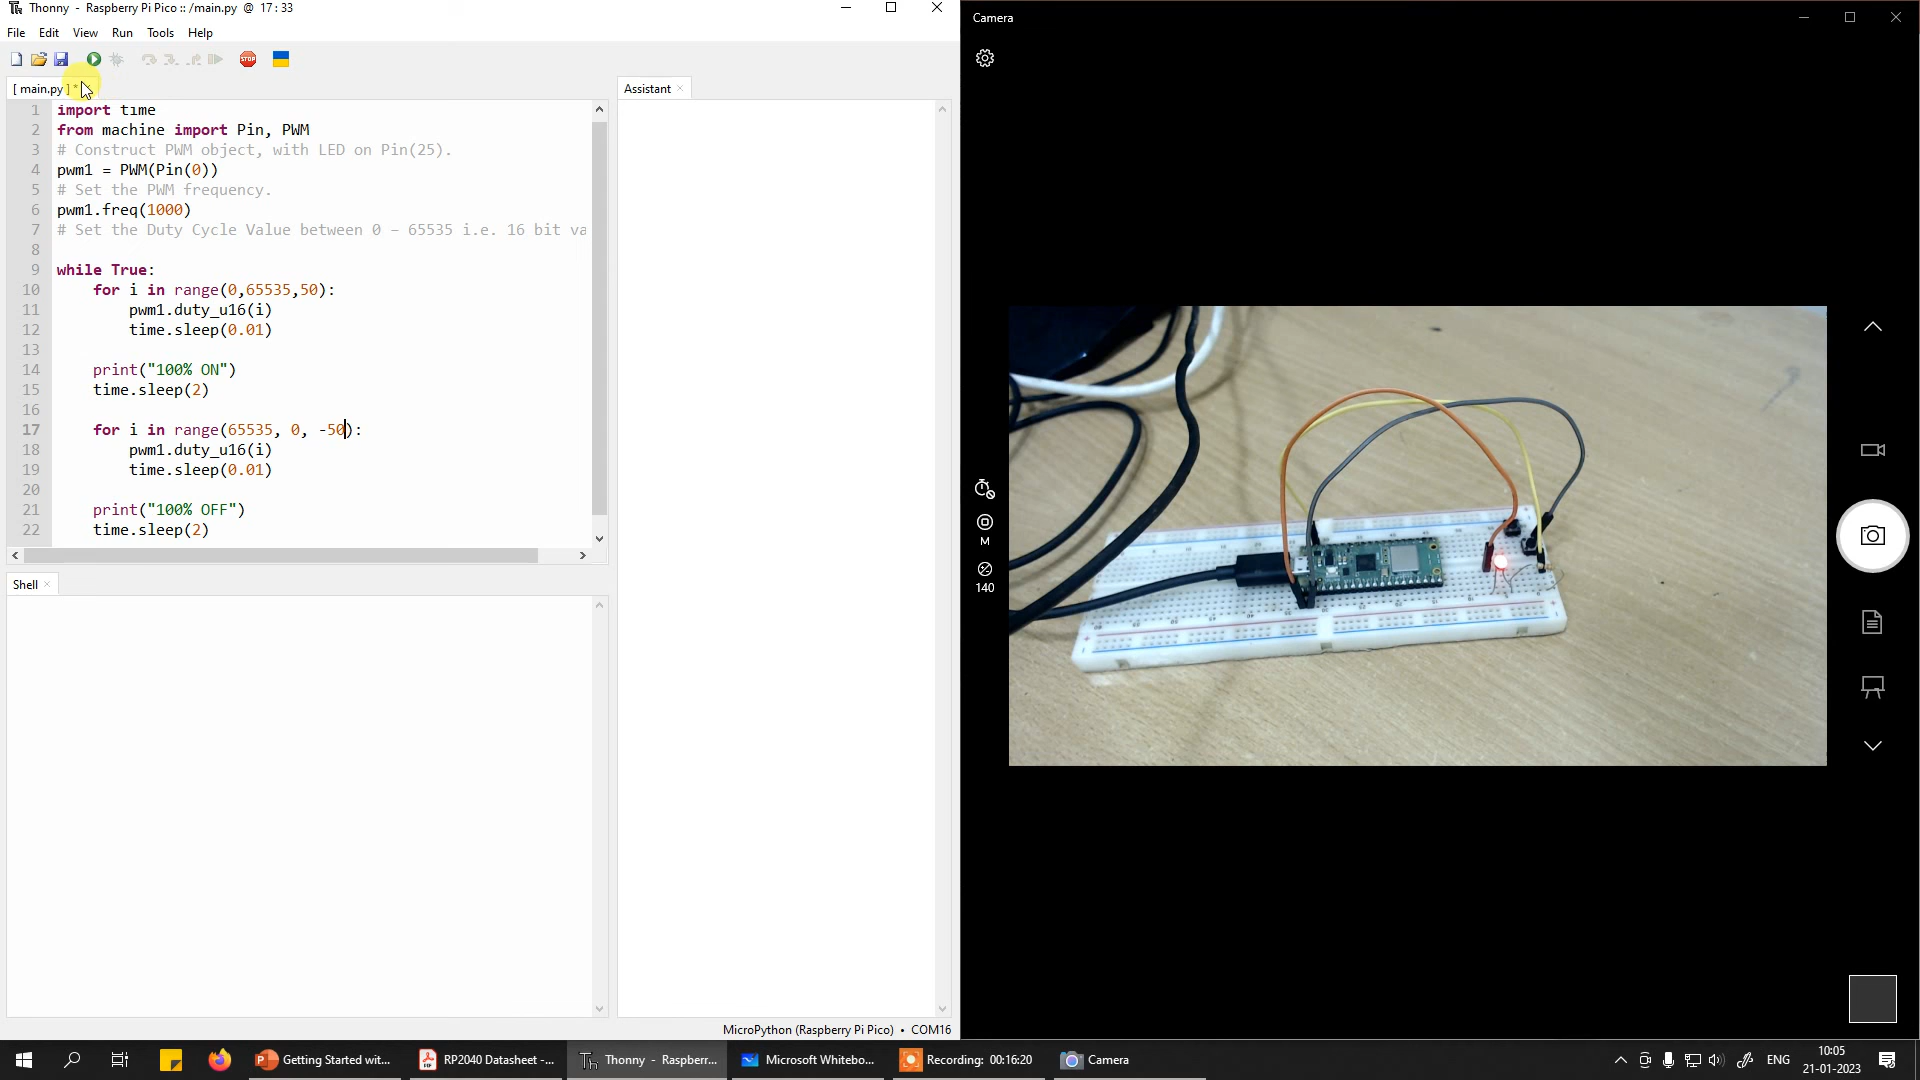 Thonny - Raspberry Pi Pico :: /main.py @ 17:33
File Edit View Run Tools Help
STOP
[ main.py ] *
1 import time
2 from machine import Pin, PWM
3 # Construct PWM object, with LED on Pin(25).
4 pwm1 = PWM(Pin(0))
5 # Set the PWM frequency.
6 pwm1.freq(1000)
7 # Set the Duty Cycle Value between 0 - 65535 i.e. 16 bit va
8
9 while True:
10 for i in range(0,65535,50):
11 pwm1.duty_u16(i)
12 time.sleep(0.01)
13
14 print("100% ON")
15 time.sleep(2)
16
17 for i in range(65535, 0, -50):
18 pwm1.duty_u16(i)
19 time.sleep(0.01)
20
21 print("100% OFF")
22 time.sleep(2)
Shell
Assistant
MicroPython (Raspberry Pi Pico) • COM16
Camera
M
140
Getting Started wit...
RP2040 Datasheet -...
Thonny - Raspberr...
Microsoft Whitebo...
Recording: 00:16:20
Camera
ENG
10:05
21-01-2023